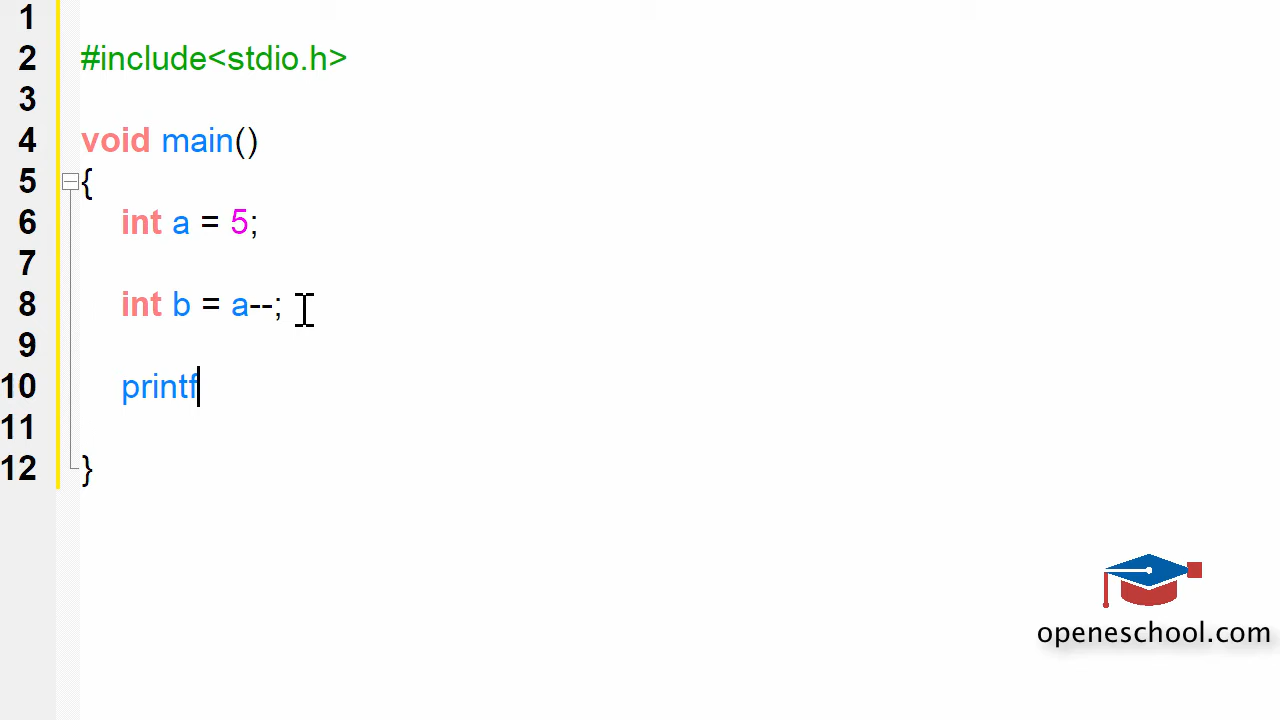 1
2 #include<stdio.h>
3
4 void main()
5 {
6 int a = 5;
7
8 int b = a--;
9
10 printf
11
12 }
openeschool.com